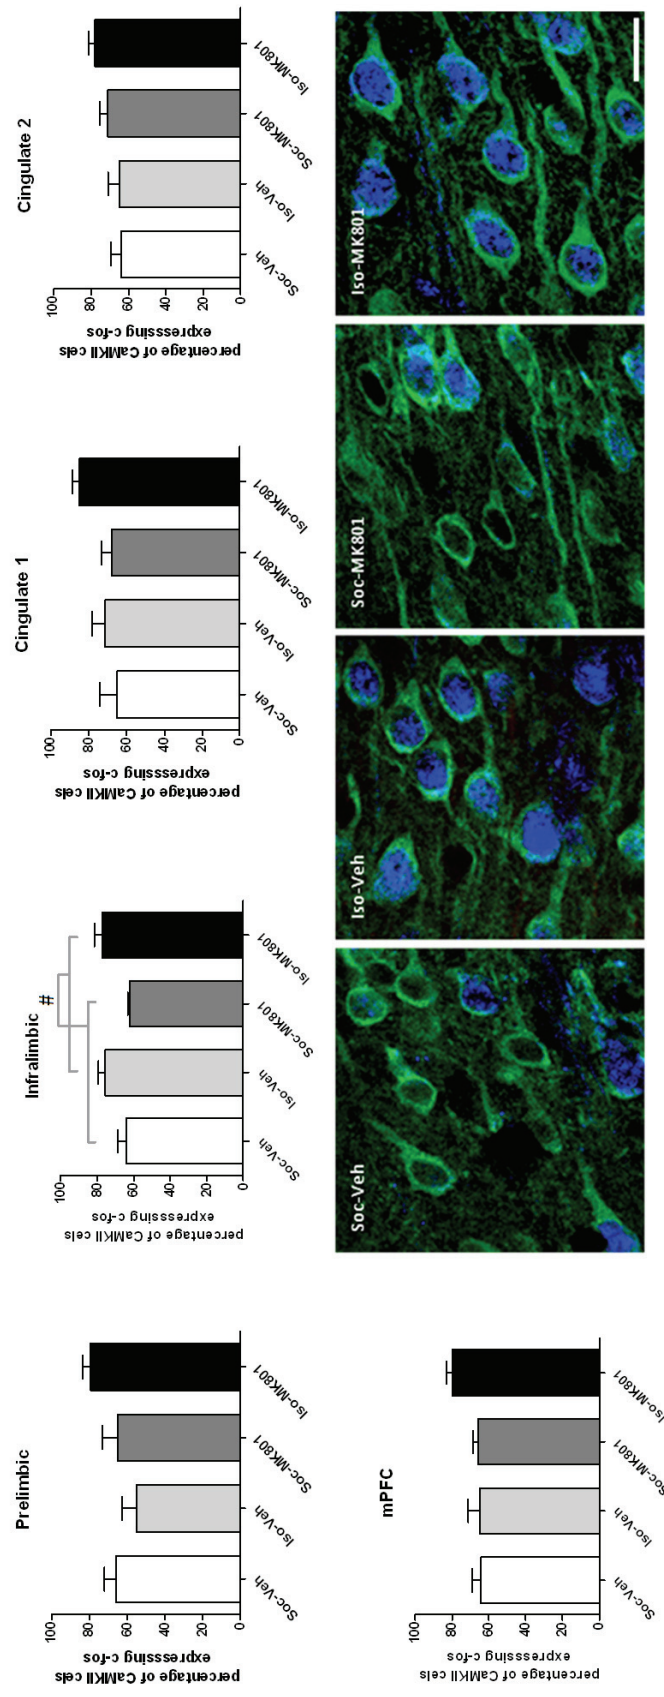 Prelimbic
percentage of CaMKII cels
expresssing c-fos
100
80
60
40
20
0
Soc-Veh
Iso-Veh
Soc-MK801
Iso-MK801
Infralimbic
#
percentage of CaMKII cels
expresssing c-fos
100
80
60
40
20
0
Soc-Veh
Iso-Veh
Soc-MK801
Iso-MK801
Cingulate 1
percentage of CaMKII cels
expresssing c-fos
100
80
60
40
20
0
Soc-Veh
Iso-Veh
Soc-MK801
Iso-MK801
Cingulate 2
percentage of CaMKII cels
expresssing c-fos
100
80
60
40
20
0
Soc-Veh
Iso-Veh
Soc-MK801
Iso-MK801
mPFC
percentage of CaMKII cels
expresssing c-fos
100
80
60
40
20
0
Soc-Veh
Iso-Veh
Soc-MK801
Iso-MK801
Soc-Veh
Iso-Veh
Soc-MK801
Iso-MK801